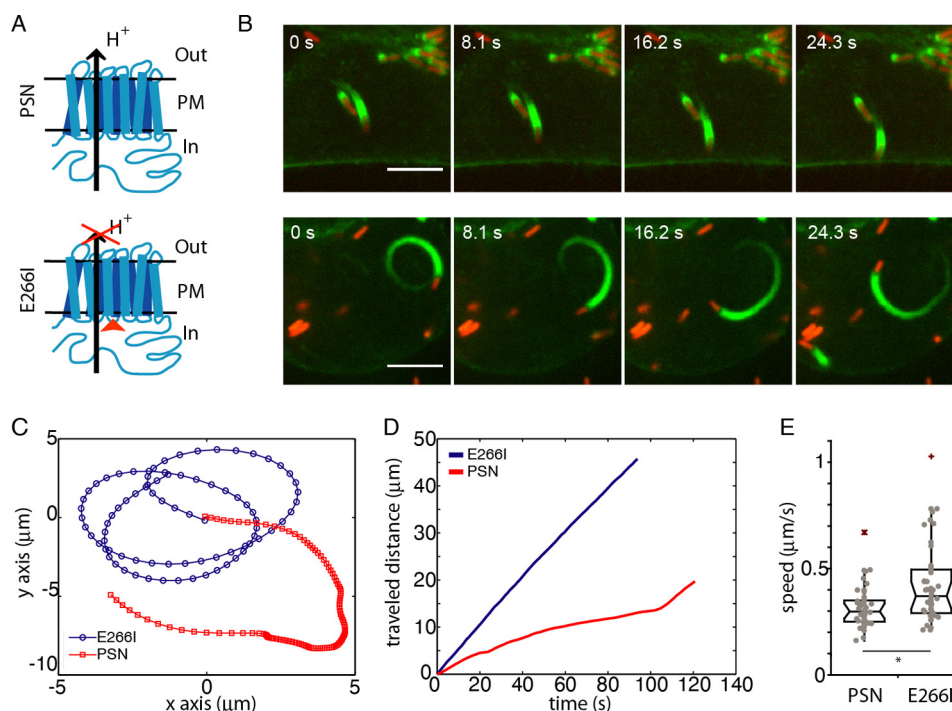 A
H+
Out
PSN
PM
In
H+
Out
E266I
PM
In
B
0 s
8.1 s
16.2 s
24.3 s
0 s
8.1 s
16.2 s
24.3 s
C
5
0
-5
-10
y axis (μm)
E266I
PSN
-5
0
5
x axis (μm)
D
50
40
30
20
10
0
traveled distance (μm)
E266I
PSN
0
20
40
60
80
100
120
140
time (s)
E
1
0.5
0
speed (μm/s)
*
PSN
E266I